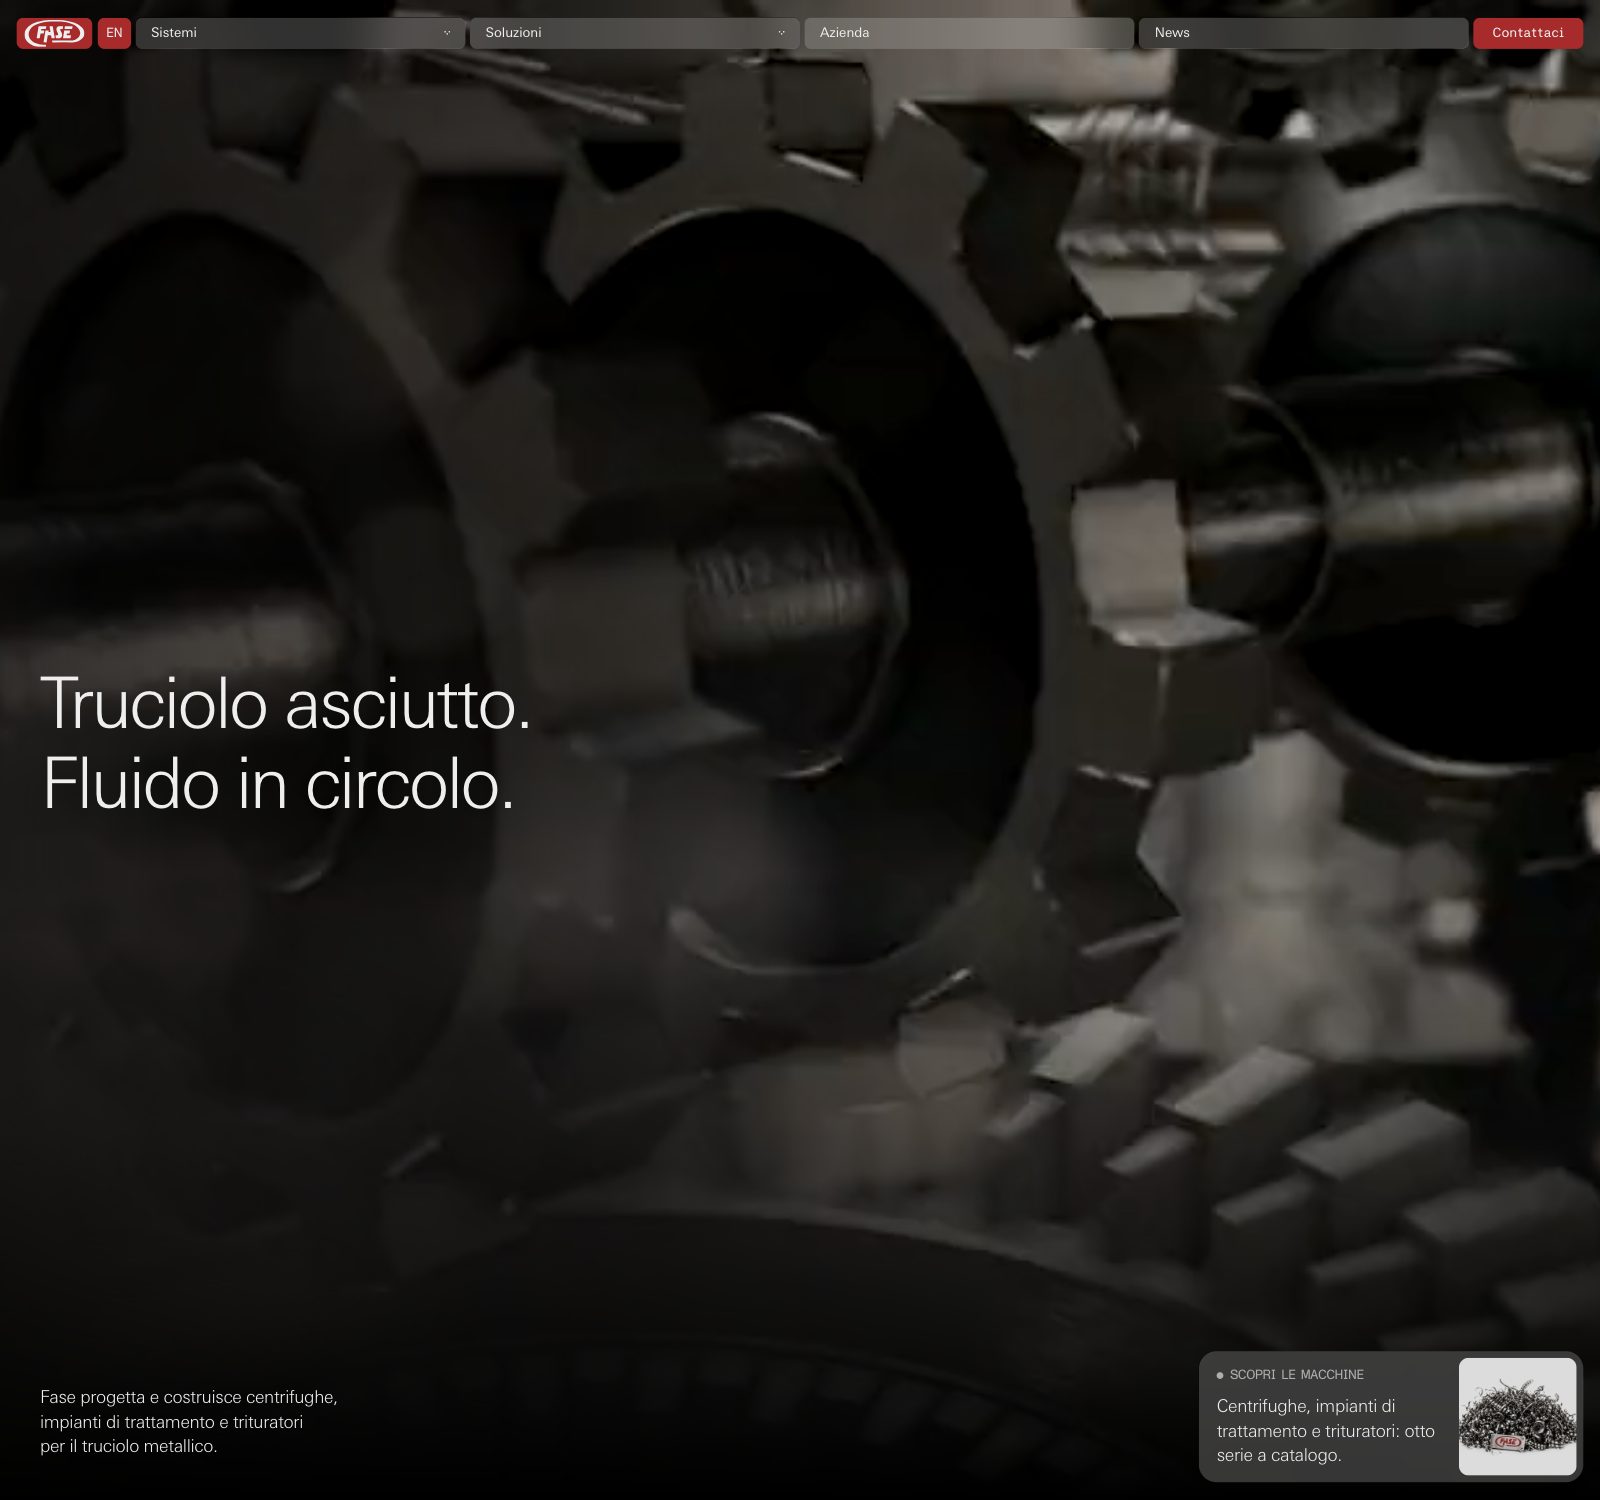 FASE
EN
Sistemi
Soluzioni
Azienda
News
Contattaci
Truciolo asciutto.
Fluido in circolo.
Fase progetta e costruisce centrifughe,
impianti di trattamento e trituratori
per il truciolo metallico.
SCOPRI LE MACCHINE
Centrifughe, impianti di
trattamento e trituratori: otto
serie a catalogo.
FASE